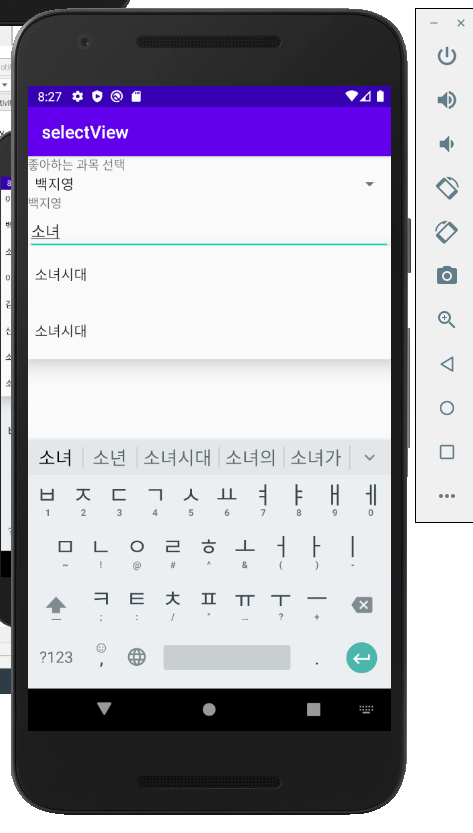 8:27
selectView
좋아하는 과목 선택
백지영
백지영
소녀
소녀시대
소녀시대
소녀 소년 소녀시대 소녀의 소녀가
ㅂ ㅈ ㄷ ㄱ ㅅ ㅛ ㅕ ㅑ ㅐ ㅔ
1 2 3 4 5 6 7 8 9 0
ㅁ ㄴ ㅇ ㄹ ㅎ ㅗ ㅓ ㅏ ㅣ
~ ! @ # ^ & ( ) -
ㅋ ㅌ ㅊ ㅍ ㅠ ㅜ ㅡ
; : / " … ? +
?123 , .